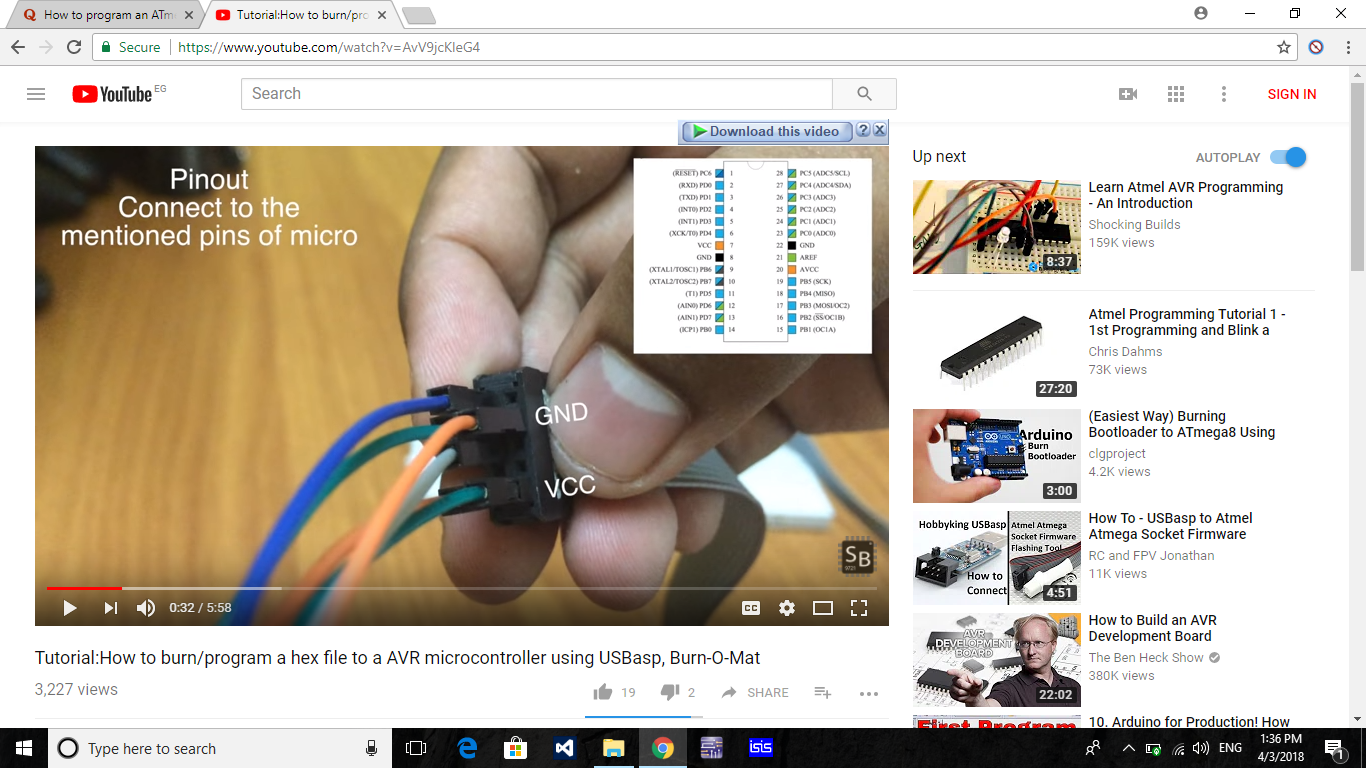 How to program an ATm
Tutorial:How to burn/pro
Secure
https://www.youtube.com/watch?v=AvV9jcKIeG4
YouTube EG
Search
SIGN IN
Download this video ? X
Pinout
Connect to the
mentioned pins of micro
(RESET) PC6 1 28 PC5 (ADC5/SCL)
(RXD) PD0 2 27 PC4 (ADC4/SDA)
(TXD) PD1 3 26 PC3 (ADC3)
(INT0) PD2 4 25 PC2 (ADC2)
(INT1) PD3 5 24 PC1 (ADC1)
(XCK/T0) PD4 6 23 PC0 (ADC0)
VCC 7 22 GND
GND 8 21 AREF
(XTAL1/TOSC1) PB6 9 20 AVCC
(XTAL2/TOSC2) PB7 10 19 PB5 (SCK)
(T1) PD5 11 18 PB4 (MISO)
(AIN0) PD6 12 17 PB3 (MOSI/OC2)
(AIN1) PD7 13 16 PB2 (SS/OC1B)
(ICP1) PB0 14 15 PB1 (OC1A)
GND
VCC
SB
0:32 / 5:58
CC
Tutorial:How to burn/program a hex file to a AVR microcontroller using USBasp, Burn-O-Mat
3,227 views
19
2
SHARE
Up next
AUTOPLAY
8:37
Learn Atmel AVR Programming
- An Introduction
Shocking Builds
159K views
27:20
Atmel Programming Tutorial 1 -
1st Programming and Blink a
Chris Dahms
73K views
Arduino
Burn
Bootloader
3:00
(Easiest Way) Burning
Bootloader to ATmega8 Using
clgproject
4.2K views
Hobbyking USBasp
Atmel Atmega
Socket Firmware
Flashing Tool
How to
Connect
4:51
How To - USBasp to Atmel
Atmega Socket Firmware
RC and FPV Jonathan
11K views
AVR
DEVELOPMENT
BOARD
22:02
How to Build an AVR
Development Board
The Ben Heck Show
380K views
First Program
10. Arduino for Production! How
Type here to search
isis
ENG
1:36 PM
4/3/2018
1